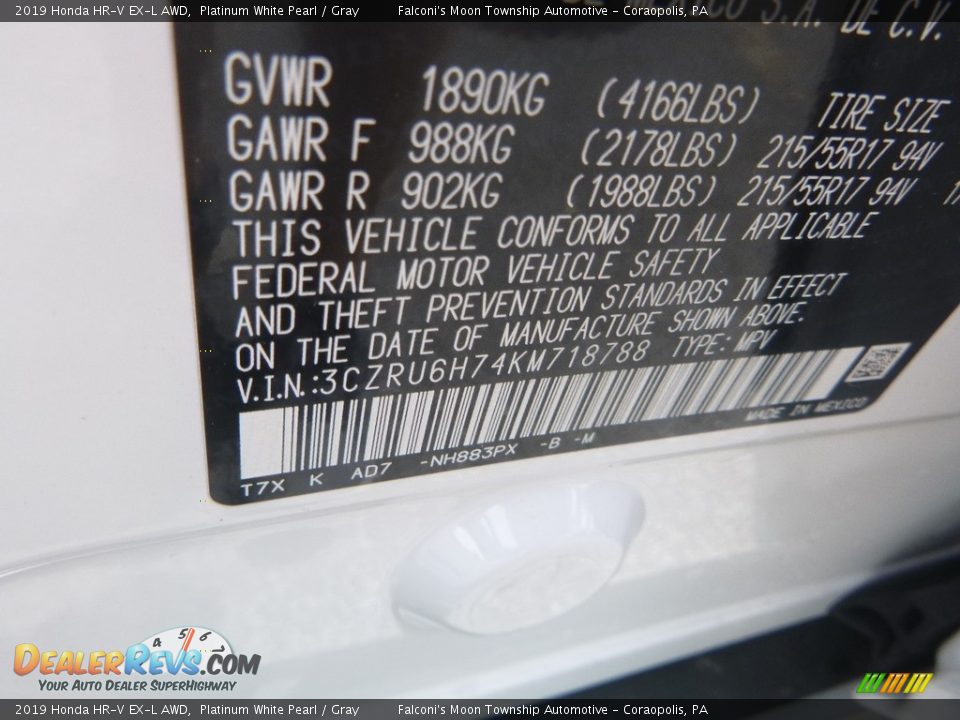 2019 Honda HR-V EX-L AWD, Platinum White Pearl / Gray Falconi's Moon Township Automotive - Coraopolis, PA
S.A. DE C.V.
GVWR 1890KG (4166LBS) TIRE SIZE
GAWR F 988KG (2178LBS) 215/55R17 94V
GAWR R 902KG (1988LBS) 215/55R17 94V
THIS VEHICLE CONFORMS TO ALL APPLICABLE
FEDERAL MOTOR VEHICLE SAFETY
AND THEFT PREVENTION STANDARDS IN EFFECT
ON THE DATE OF MANUFACTURE SHOWN ABOVE.
V.I.N.:3CZRU6H74KM718788 TYPE: MPV
MADE IN MEXICO
T7X K AD7 -NH883PX -B -M
4 5 6
DEALERREVS.COM
YOUR AUTO DEALER SUPERHIGHWAY
2019 Honda HR-V EX-L AWD, Platinum White Pearl / Gray Falconi's Moon Township Automotive - Coraopolis, PA